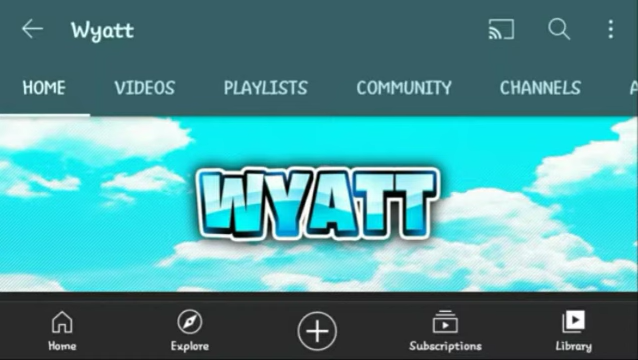 Wyatt
HOME VIDEOS PLAYLISTS COMMUNITY CHANNELS
WYATT
Home Explore Subscriptions Library